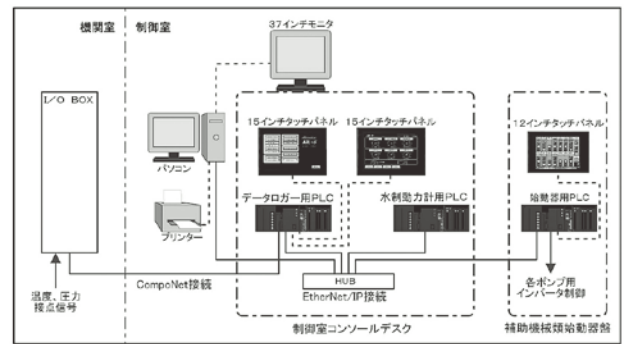 機関室
制御室
37インチモニタ
I/O BOX
15インチタッチパネル
15インチタッチパネル
12インチタッチパネル
パソコン
データロガー用PLC
水制動力計用PLC
始動器用PLC
プリンター
HUB
EtherNet/IP接続
CompoNet接続
温度、圧力
接点信号
各ポンプ用
インバータ制御
制御室コンソールデスク
補助機械類始動器盤